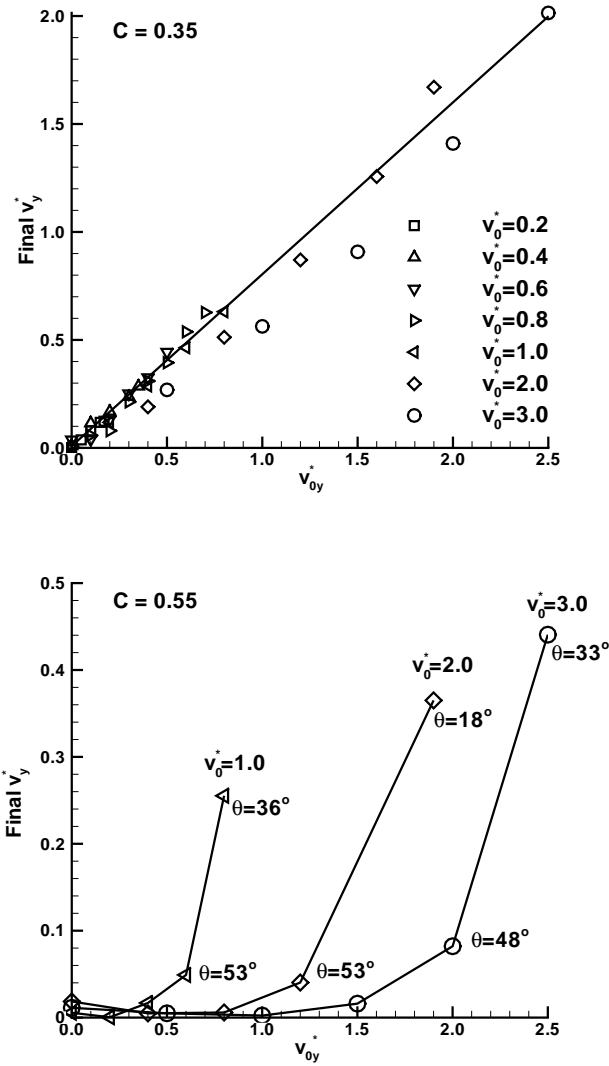 C = 0.35
2.0
1.5
1.0
0.5
0.0
Final v*y
v*0=0.2
v*0=0.4
v*0=0.6
v*0=0.8
v*0=1.0
v*0=2.0
v*0=3.0
0.0 0.5 1.0 1.5 2.0 2.5
v*0y
C = 0.55
0.5
0.4
0.3
0.2
0.1
0
Final v*y
v*0=3.0
θ=33°
v*0=2.0
θ=18°
v*0=1.0
θ=36°
θ=53°
θ=53°
θ=48°
0.0 0.5 1.0 1.5 2.0 2.5
v*0y